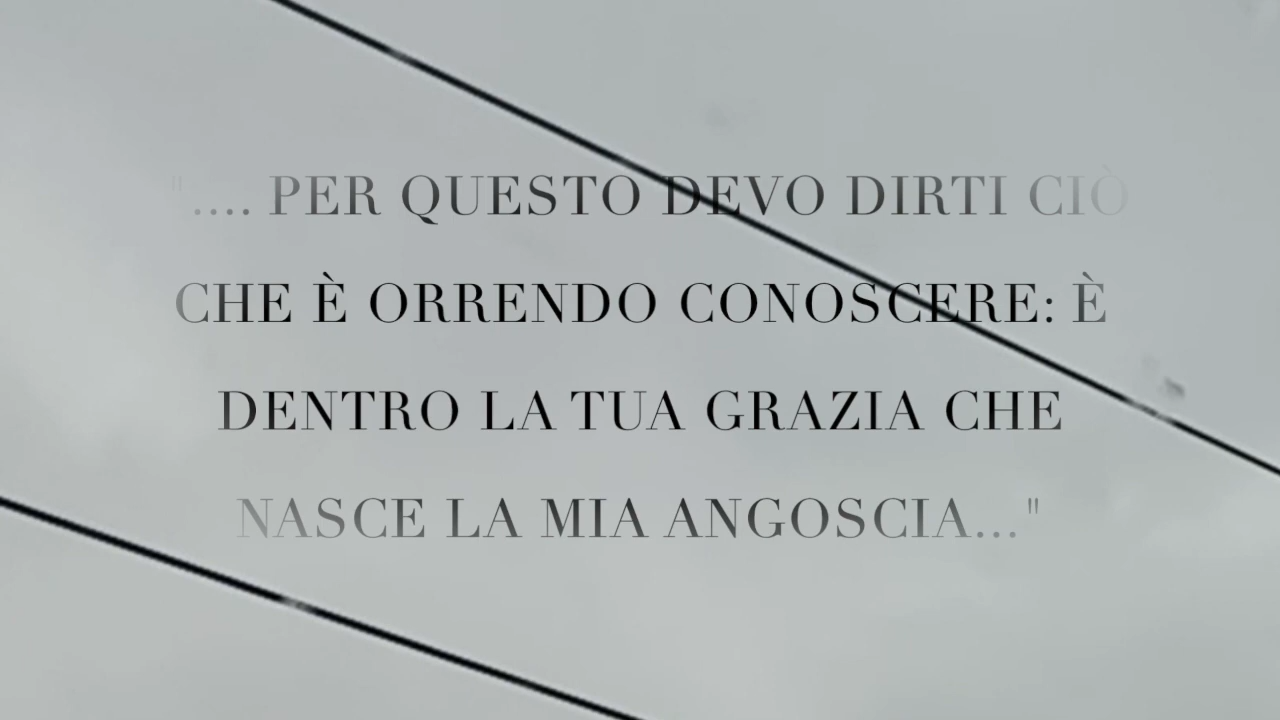 ".... PER QUESTO DEVO DIRTI CIÒ
CHE È ORRENDO CONOSCERE: È
DENTRO LA TUA GRAZIA CHE
NASCE LA MIA ANGOSCIA..."